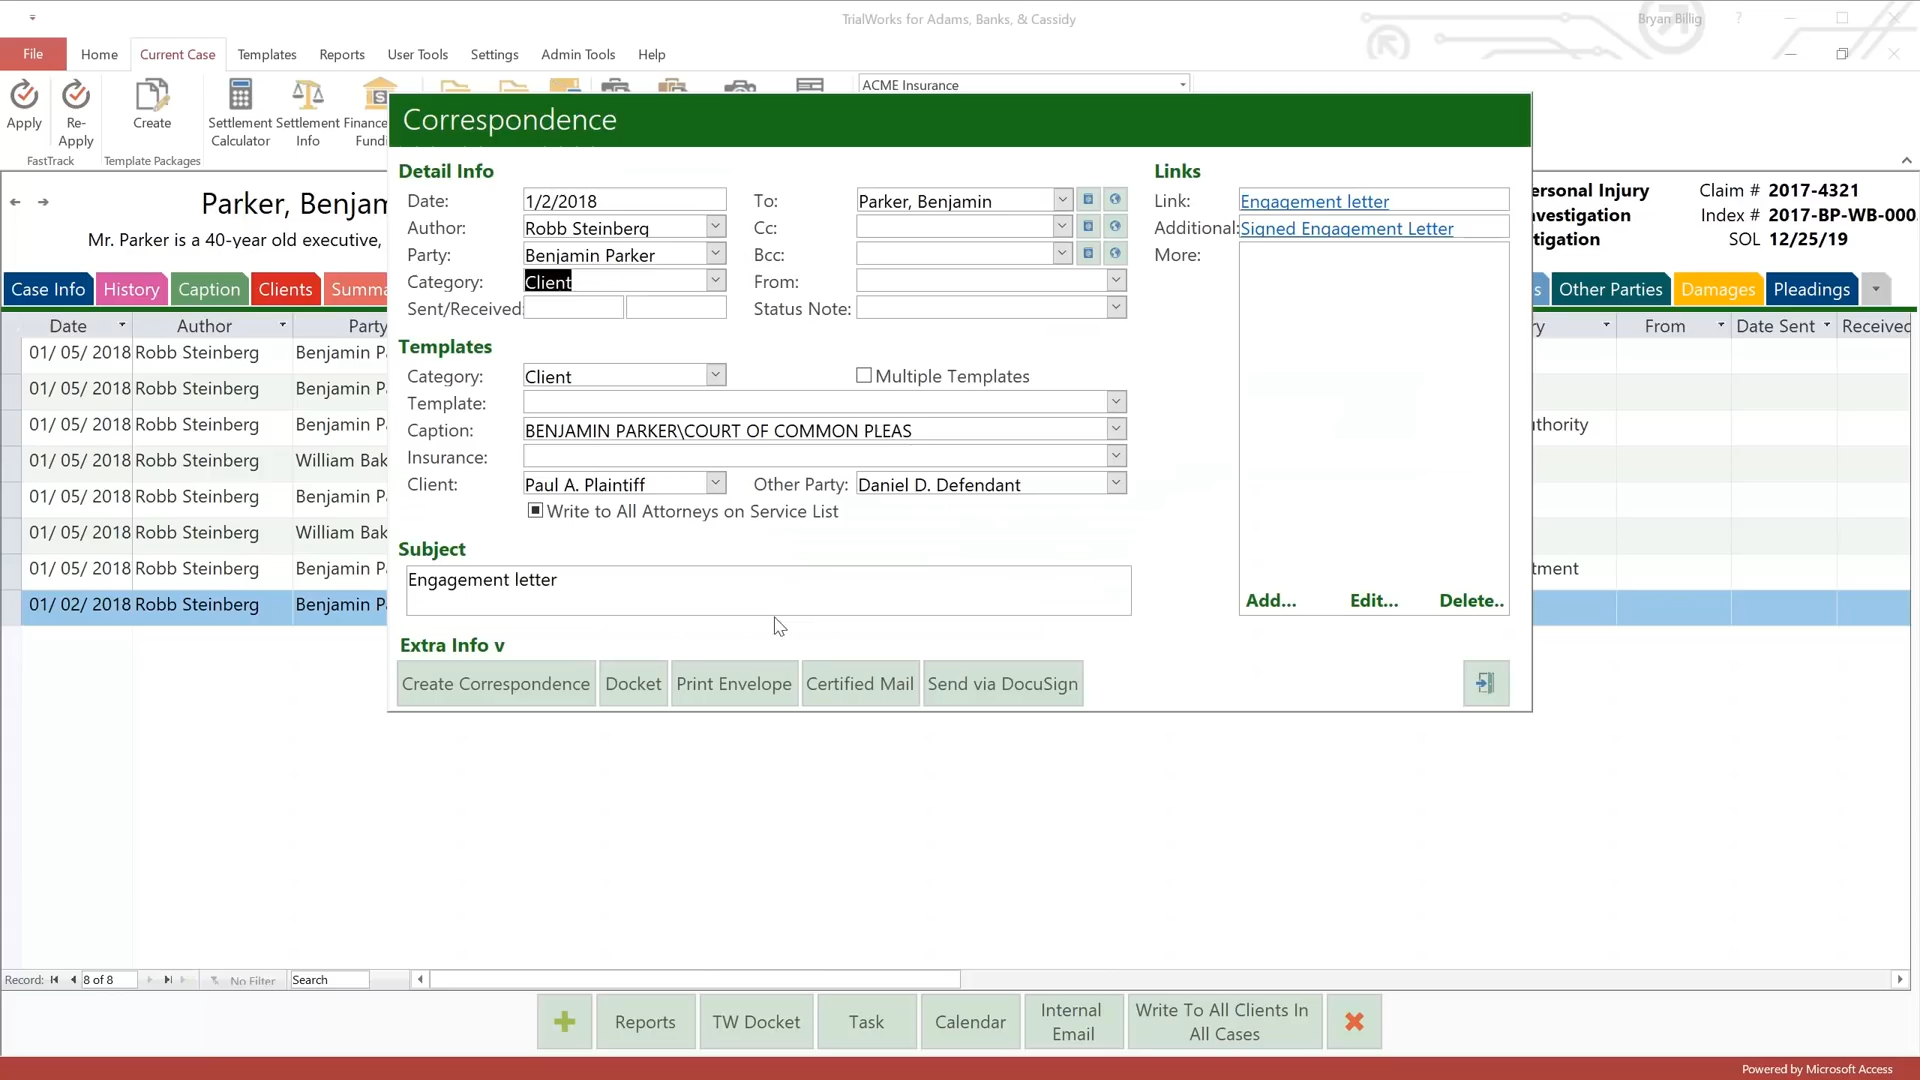 TrialWorks for Adams, Banks, & Cassidy
Bryan Billig
?
File
Home
Current Case
Templates
Reports
User Tools
Settings
Admin Tools
Help
Apply
Re-
Apply
Create
Settlement
Calculator
Settlement
Info
Finance
Fundi
ACME Insurance
FastTrack
Template Packages
Parker, Benjam
Mr. Parker is a 40-year old executive,
ersonal Injury
nvestigation
tigation
Claim # 2017-4321
Index # 2017-BP-WB-000
SOL 12/25/19
Case Info
History
Caption
Clients
Summa
s
Other Parties
Damages
Pleadings
Date
Author
Party
ry
From
Date Sent
Received
01/ 05/ 2018 Robb Steinberg Benjamin P
01/ 05/ 2018 Robb Steinberg Benjamin P
01/ 05/ 2018 Robb Steinberg Benjamin P
thority
01/ 05/ 2018 Robb Steinberg William Bak
01/ 05/ 2018 Robb Steinberg Benjamin P
01/ 05/ 2018 Robb Steinberg William Bak
01/ 05/ 2018 Robb Steinberg Benjamin P
tment
01/ 02/ 2018 Robb Steinberg Benjamin P
Correspondence
Detail Info
Date: 1/2/2018
Author: Robb Steinberg
Party: Benjamin Parker
Category: Client
Sent/Received:
To: Parker, Benjamin
Cc:
Bcc:
From:
Status Note:
Links
Link: Engagement letter
Additional: Signed Engagement Letter
More:
Add... Edit... Delete..
Templates
Category: Client
Multiple Templates
Template:
Caption: BENJAMIN PARKER\COURT OF COMMON PLEAS
Insurance:
Client: Paul A. Plaintiff
Other Party: Daniel D. Defendant
Write to All Attorneys on Service List
Subject
Engagement letter
Extra Info v
Create Correspondence
Docket
Print Envelope
Certified Mail
Send via DocuSign
Record: 8 of 8
No Filter
Search
Reports
TW Docket
Task
Calendar
Internal
Email
Write To All Clients In
All Cases
Powered by Microsoft Access